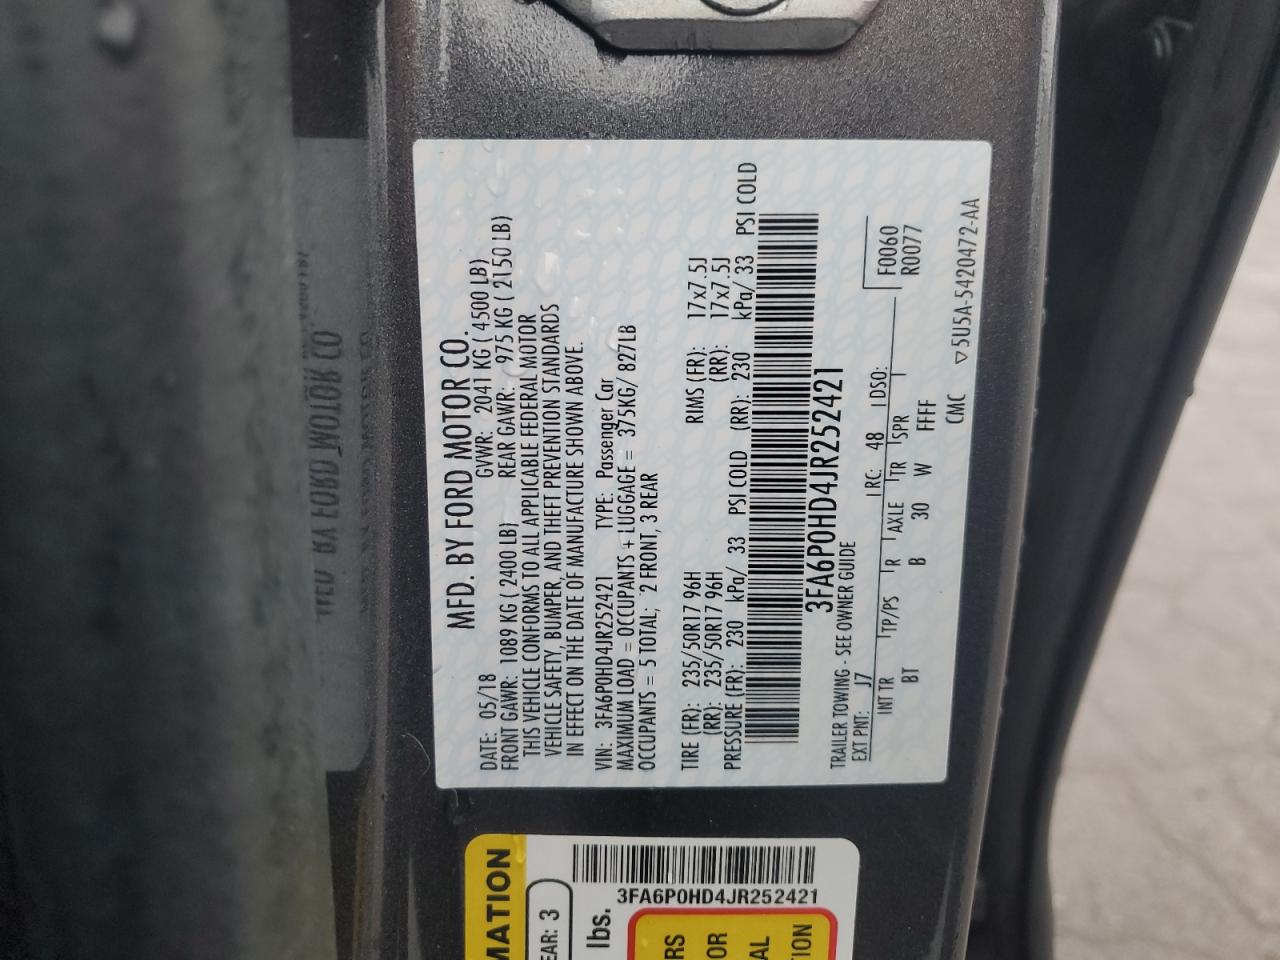 MFD. BY FORD MOTOR CO.
DATE: 05/18 GVWR: 2041 KG ( 4500 LB)
FRONT GAWR: 1089 KG ( 2400 LB) REAR GAWR: 975 KG ( 2150 LB)
THIS VEHICLE CONFORMS TO ALL APPLICABLE FEDERAL MOTOR
VEHICLE SAFETY, BUMPER, AND THEFT PREVENTION STANDARDS
IN EFFECT ON THE DATE OF MANUFACTURE SHOWN ABOVE.
VIN: 3FA6P0HD4JR252421 TYPE: Passenger Car
MAXIMUM LOAD = OCCUPANTS + LUGGAGE = 375KG/ 827LB
OCCUPANTS = 5 TOTAL; 2 FRONT, 3 REAR
TIRE (FR): 235/50R17 96H RIMS (FR): 17x7.5J
(RR): 235/50R17 96H (RR): 17x7.5J
PRESSURE (FR): 230 kPa/ 33 PSI COLD (RR): 230 kPa/ 33 PSI COLD
3FA6P0HD4JR252421
TRAILER TOWING - SEE OWNER GUIDE
EXT PNT: J7 RC: 48 DSO: F0060
R0077
INT TR TP/PS R AXLE TR SPR
BT B 30 W FFFF
CMC ▽5U5A-5420472-AA
MATION
EAR: 3
lbs.
3FA6P0HD4JR252421
RS
OR
AL
ION